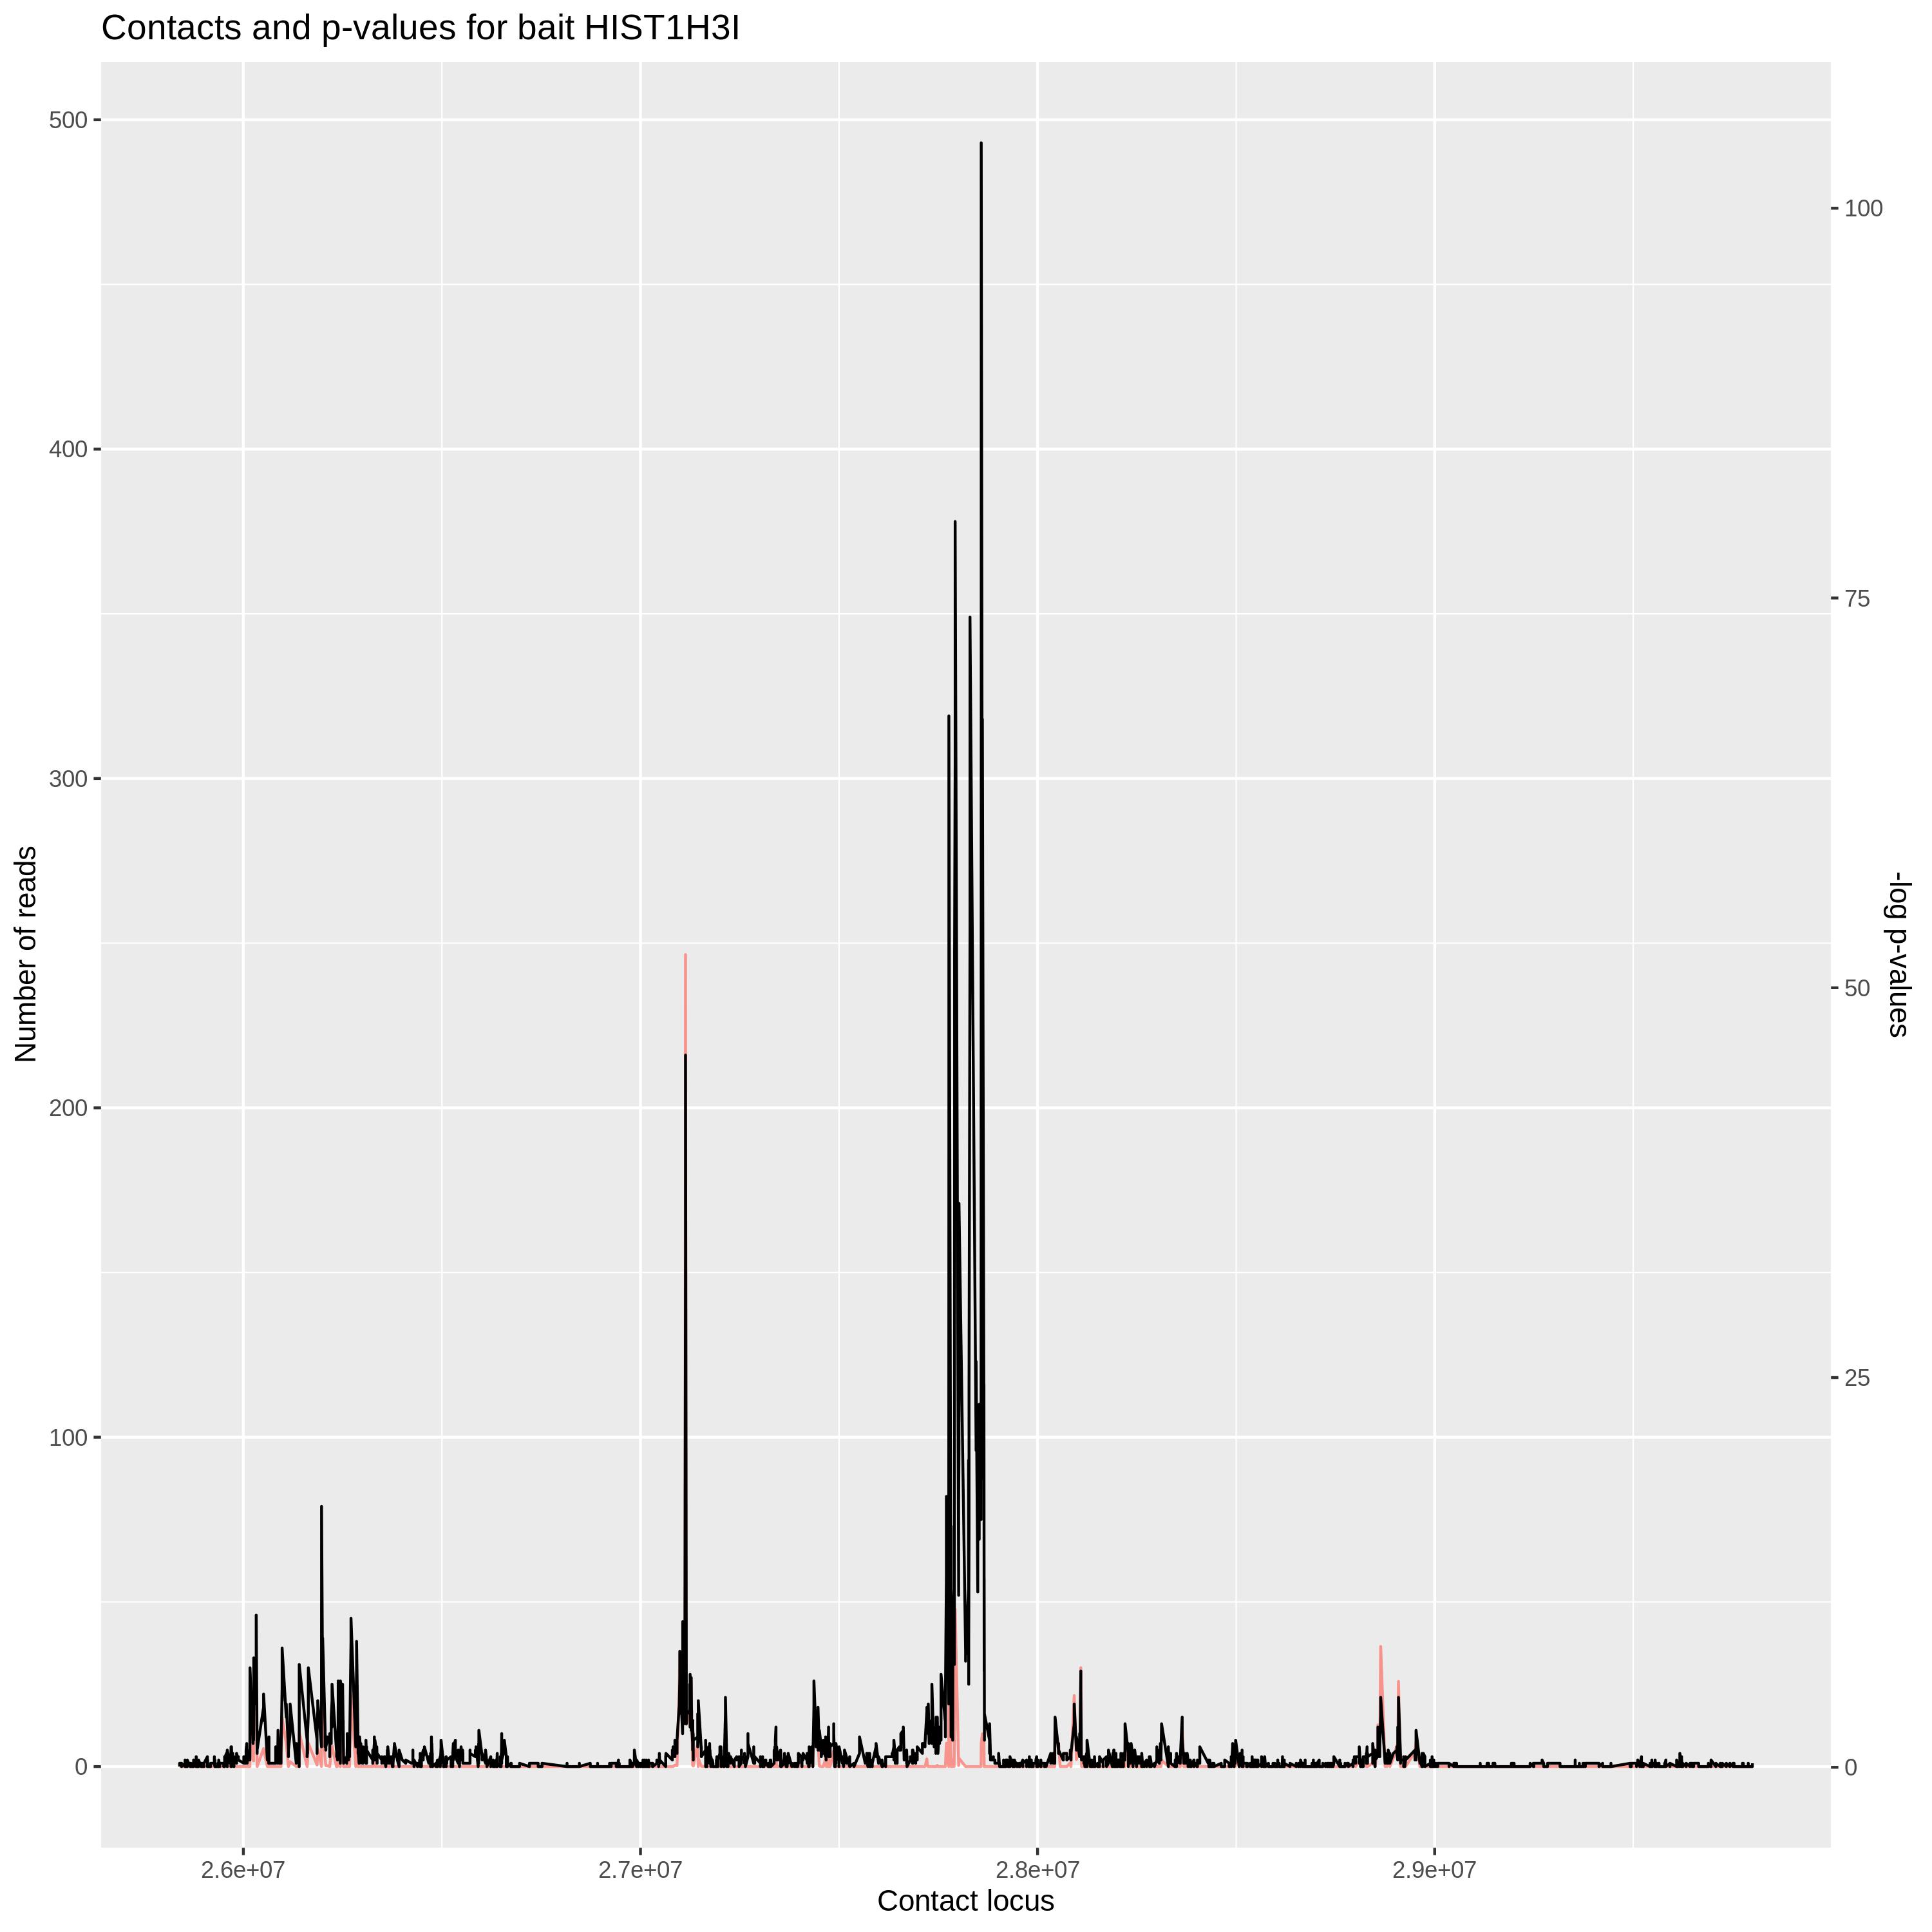 Contacts and p-values for bait HIST1H3I
500
400
300
200
100
0
Number of reads
100
75
50
25
0
-log p-values
2.6e+07 2.7e+07 2.8e+07 2.9e+07
Contact locus